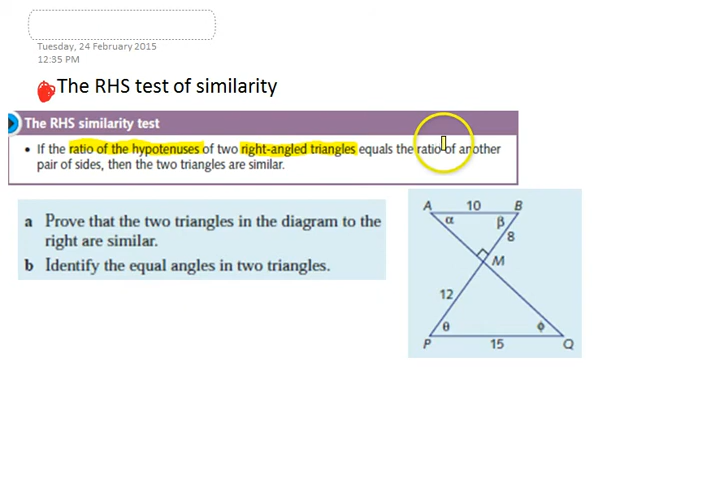 Tuesday, 24 February 2015
12:35 PM
The RHS test of similarity
The RHS similarity test
• If the ratio of the hypotenuses of two right-angled triangles equals the ratio of another
pair of sides, then the two triangles are similar.
a Prove that the two triangles in the diagram to the
right are similar.
b Identify the equal angles in two triangles.
A 10 B
α β
8
M
12
θ ϕ
P 15 Q